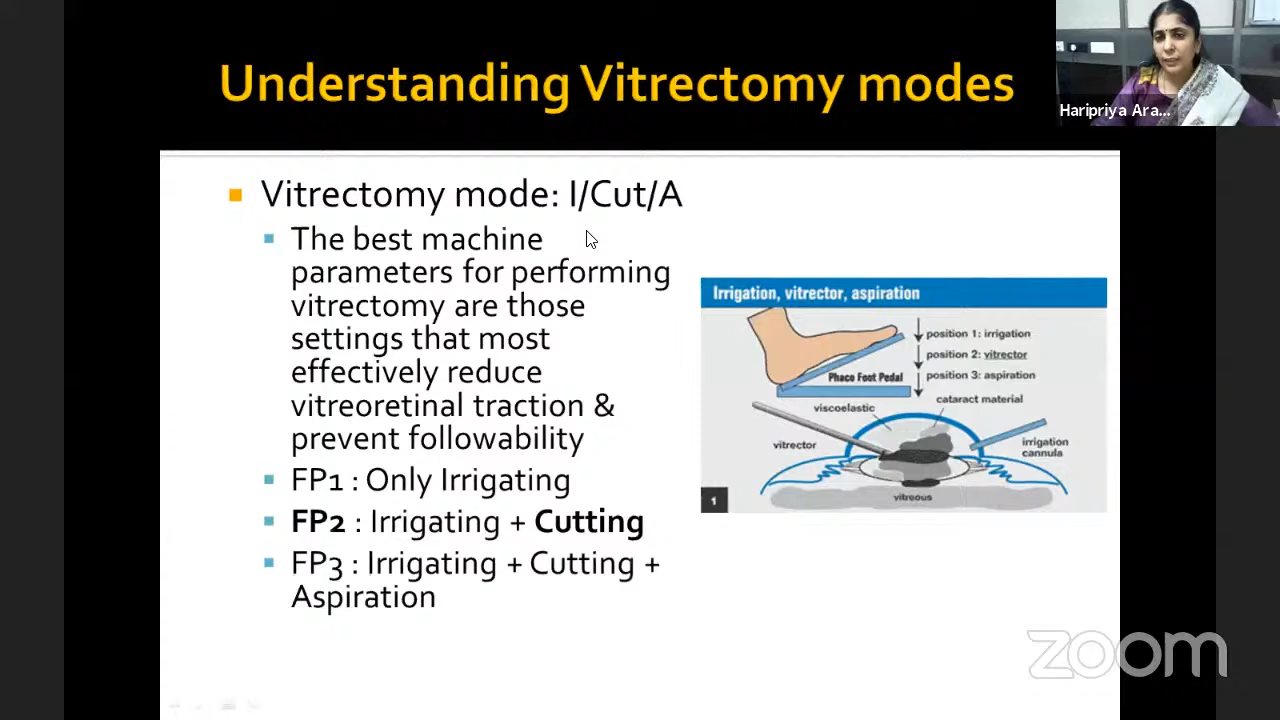 Understanding Vitrectomy modes
Haripriya Ara...
Vitrectomy mode: I/Cut/A
The best machine
parameters for performing
vitrectomy are those
settings that most
effectively reduce
vitreoretinal traction &
prevent followability
FP1 : Only Irrigating
FP2 : Irrigating + Cutting
FP3 : Irrigating + Cutting +
Aspiration
Irrigation, vitrector, aspiration
position 1: irrigation
position 2: vitrector
position 3: aspiration
Phaco Foot Pedal
viscoelastic
cataract material
vitrector
irrigation
cannula
vitreous
1
zoom